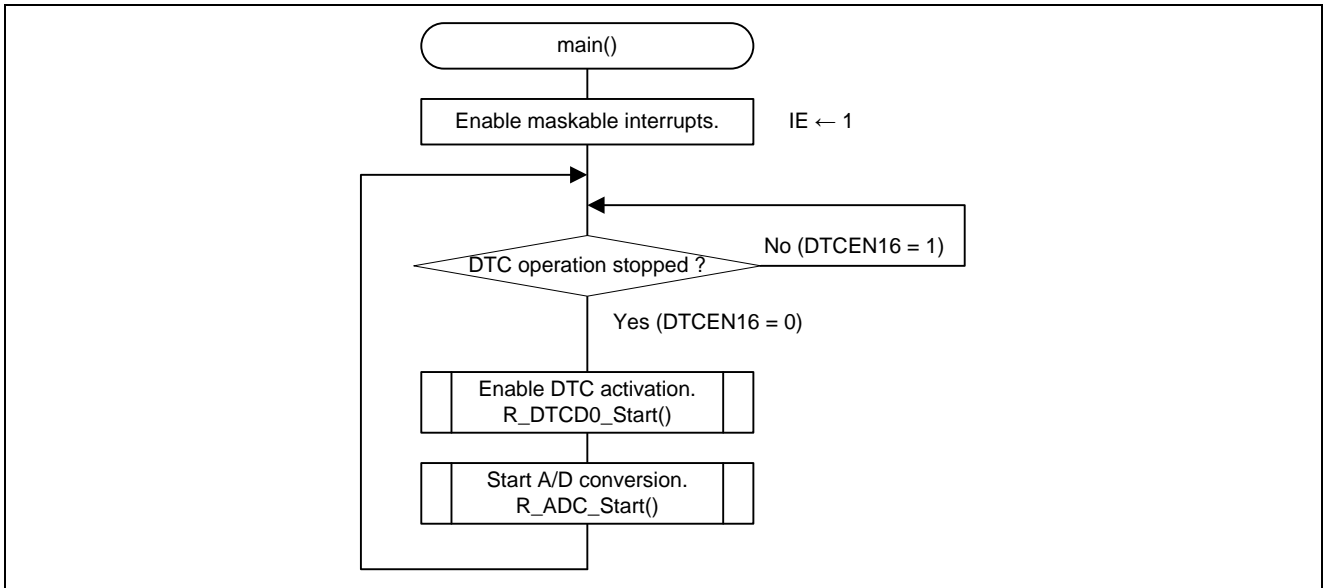 main()
Enable maskable interrupts.
IE ← 1
No (DTCEN16 = 1)
DTC operation stopped ?
Yes (DTCEN16 = 0)
Enable DTC activation.
R_DTCD0_Start()
Start A/D conversion.
R_ADC_Start()